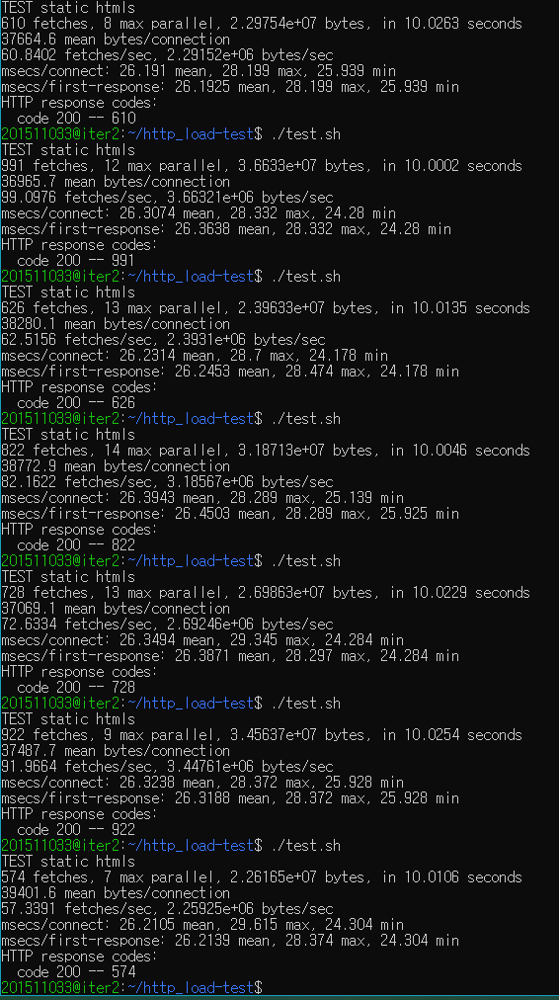 TEST static htmls
610 fetches, 8 max parallel, 2.29754e+07 bytes, in 10.0263 seconds
37664.6 mean bytes/connection
60.8402 fetches/sec, 2.29152e+06 bytes/sec
msecs/connect: 26.191 mean, 28.199 max, 25.939 min
msecs/first-response: 26.1925 mean, 28.199 max, 25.939 min
HTTP response codes:
  code 200 -- 610
201511033@iter2:~/http_load-test$ ./test.sh
TEST static htmls
991 fetches, 12 max parallel, 3.6633e+07 bytes, in 10.0002 seconds
36965.7 mean bytes/connection
99.0976 fetches/sec, 3.66321e+06 bytes/sec
msecs/connect: 26.3074 mean, 28.332 max, 24.28 min
msecs/first-response: 26.3638 mean, 28.332 max, 24.28 min
HTTP response codes:
  code 200 -- 991
201511033@iter2:~/http_load-test$ ./test.sh
TEST static htmls
626 fetches, 13 max parallel, 2.39633e+07 bytes, in 10.0135 seconds
38280.1 mean bytes/connection
62.5156 fetches/sec, 2.3931e+06 bytes/sec
msecs/connect: 26.2314 mean, 28.7 max, 24.178 min
msecs/first-response: 26.2453 mean, 28.474 max, 24.178 min
HTTP response codes:
  code 200 -- 626
201511033@iter2:~/http_load-test$ ./test.sh
TEST static htmls
822 fetches, 14 max parallel, 3.18713e+07 bytes, in 10.0046 seconds
38772.9 mean bytes/connection
82.1622 fetches/sec, 3.18567e+06 bytes/sec
msecs/connect: 26.3943 mean, 28.289 max, 25.139 min
msecs/first-response: 26.4503 mean, 28.289 max, 25.925 min
HTTP response codes:
  code 200 -- 822
201511033@iter2:~/http_load-test$ ./test.sh
TEST static htmls
728 fetches, 13 max parallel, 2.69863e+07 bytes, in 10.0229 seconds
37069.1 mean bytes/connection
72.6334 fetches/sec, 2.69246e+07 bytes/sec
msecs/connect: 26.3494 mean, 29.345 max, 24.284 min
msecs/first-response: 26.3871 mean, 28.297 max, 24.284 min
HTTP response codes:
  code 200 -- 728
201511033@iter2:~/http_load-test$ ./test.sh
TEST static htmls
922 fetches, 9 max parallel, 3.45637e+07 bytes, in 10.0254 seconds
37487.7 mean bytes/connection
91.9664 fetches/sec, 3.44761e+06 bytes/sec
msecs/connect: 26.3238 mean, 28.372 max, 25.928 min
msecs/first-response: 26.3188 mean, 28.372 max, 25.928 min
HTTP response codes:
  code 200 -- 922
201511033@iter2:~/http_load-test$ ./test.sh
TEST static htmls
574 fetches, 7 max parallel, 2.26165e+07 bytes, in 10.0106 seconds
39401.6 mean bytes/connection
57.3391 fetches/sec, 2.25925e+06 bytes/sec
msecs/connect: 26.2105 mean, 29.615 max, 24.304 min
msecs/first-response: 26.2139 mean, 28.374 max, 24.304 min
HTTP response codes:
  code 200 -- 574
201511033@iter2:~/http_load-test$